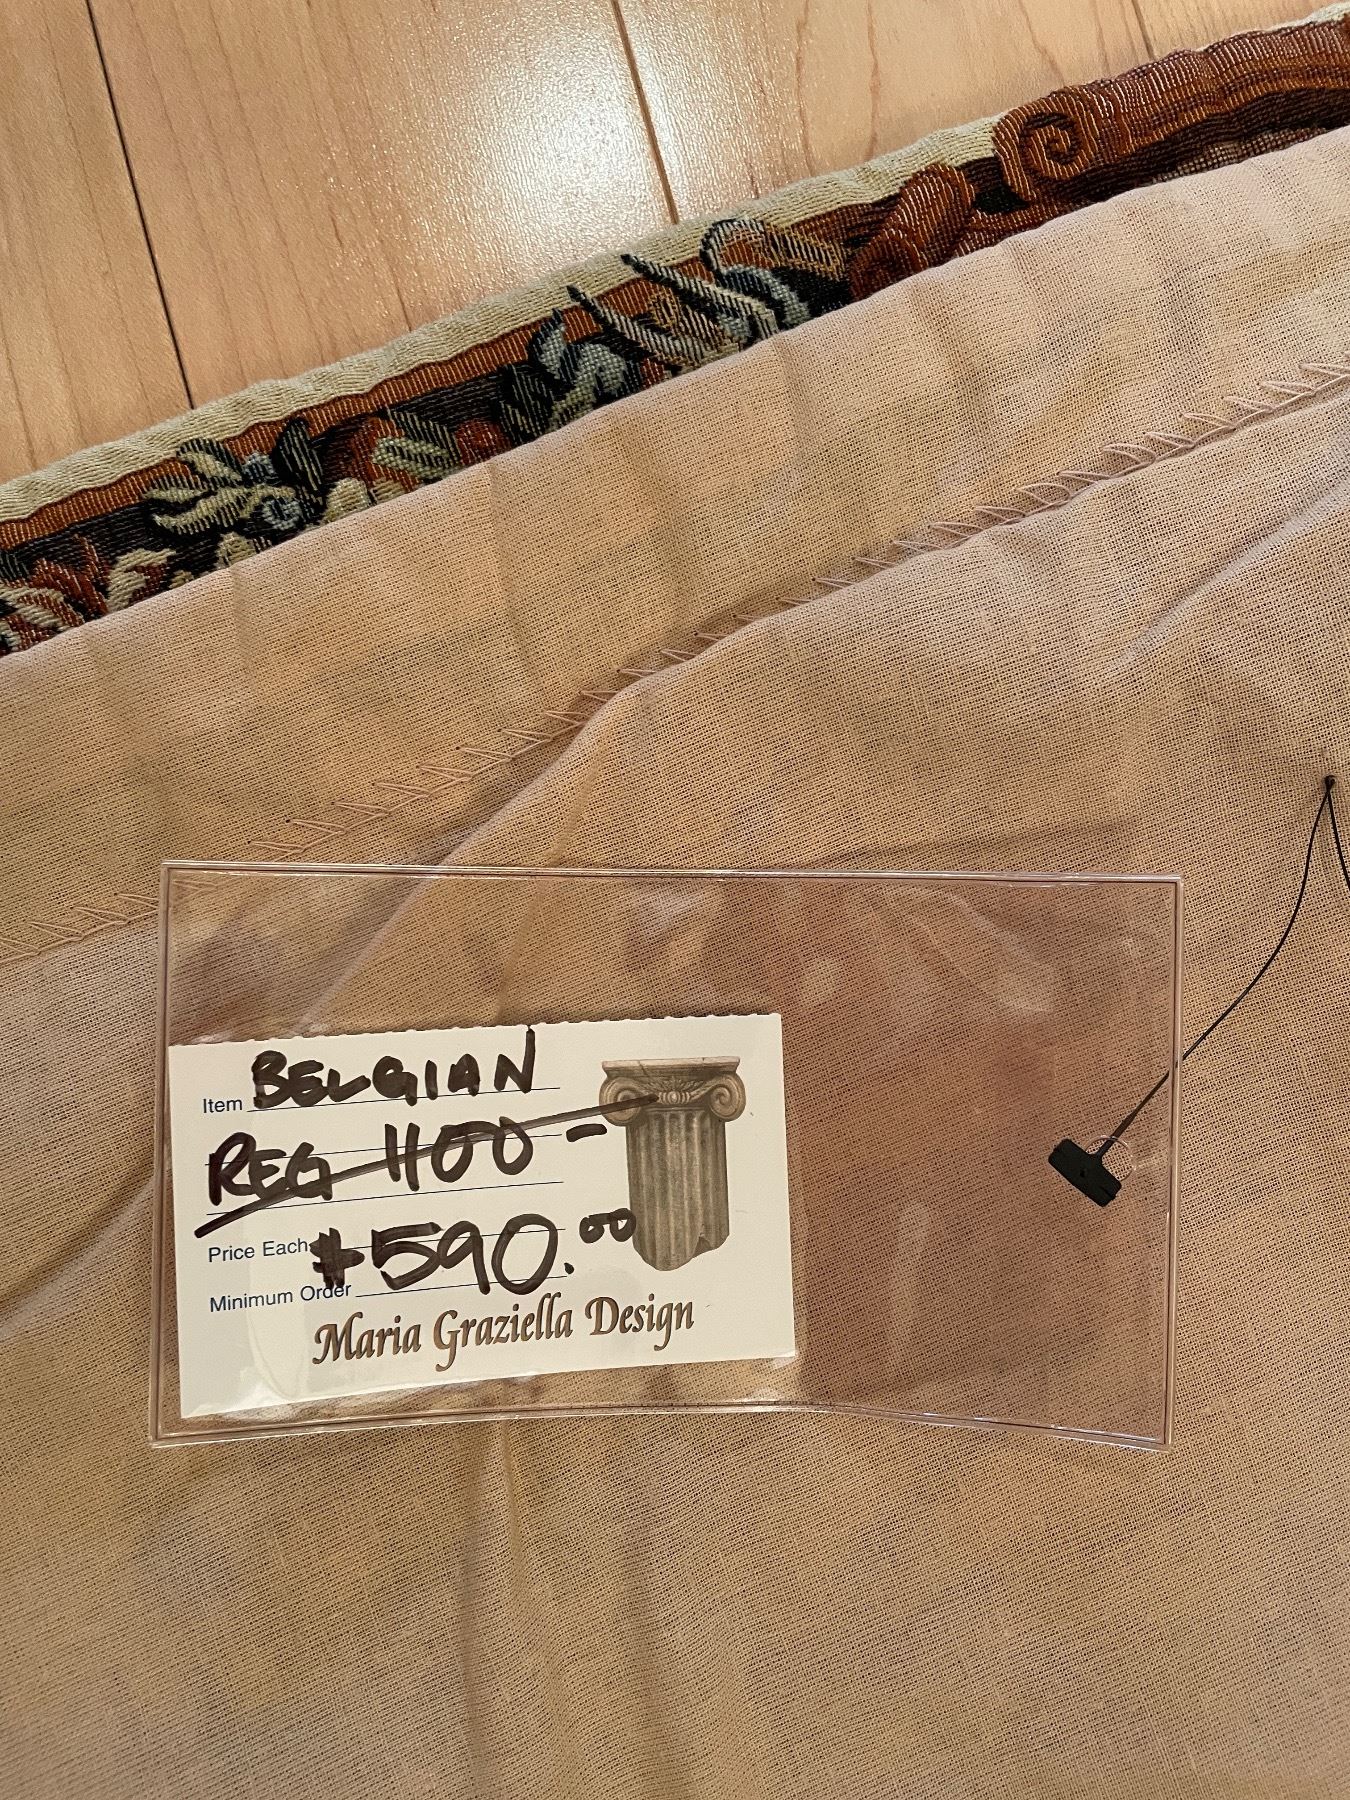 Item BELGIAN
REG 1100 -
Price Each $590.00
Minimum Order
Maria Graziella Design